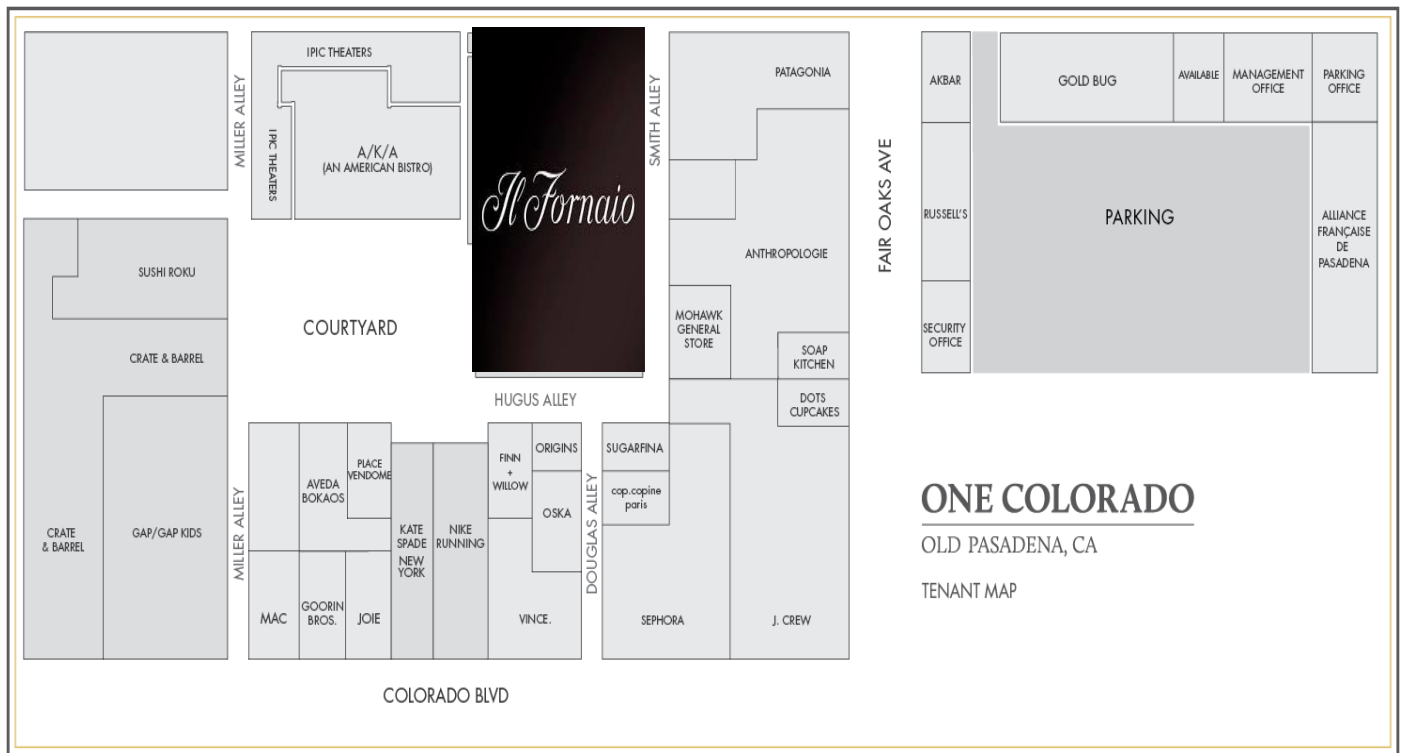 IPIC THEATERS
MILLER ALLEY
IPIC THEATERS
A/K/A
(AN AMERICAN BISTRO)
Il Fornaio
SMITH ALLEY
PATAGONIA
FAIR OAKS AVE
AKBAR
GOLD BUG
AVAILABLE
MANAGEMENT
OFFICE
PARKING
OFFICE
RUSSELL'S
PARKING
ALLIANCE
FRANÇAISE
DE
PASADENA
SECURITY
OFFICE
SUSHI ROKU
CRATE & BARREL
COURTYARD
ANTHROPOLOGIE
MOHAWK
GENERAL
STORE
SOAP
KITCHEN
DOTS
CUPCAKES
HUGUS ALLEY
CRATE
& BARREL
GAP/GAP KIDS
MILLER ALLEY
AVEDA
BOKAOS
PLACE
VENDOME
KATE
SPADE
NEW
YORK
NIKE
RUNNING
FINN
+
WILLOW
ORIGINS
OSKA
DOUGLAS ALLEY
SUGARFINA
cop.copine
paris
MAC
GOORIN
BROS.
JOIE
VINCE.
SEPHORA
J. CREW
COLORADO BLVD
ONE COLORADO
OLD PASADENA, CA
TENANT MAP